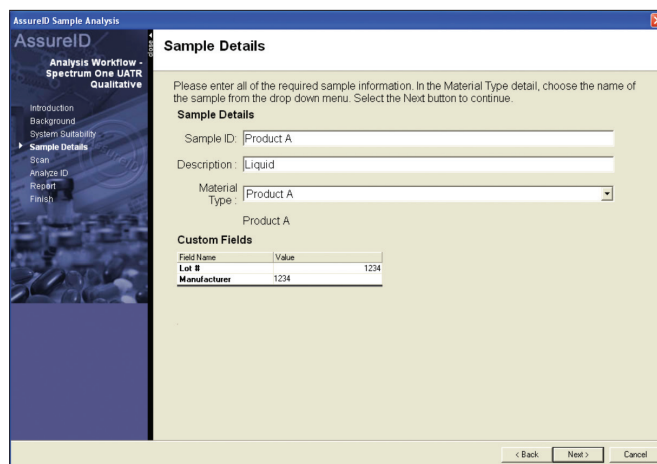 AssureID Sample Analysis
AssureID
close
Analysis Workflow -
Spectrum One UATR
Qualitative
Introduction
Background
System Suitability
Sample Details
Scan
Analyze ID
Report
Finish
Sample Details
Please enter all of the required sample information. In the Material Type detail, choose the name of
the sample from the drop down menu. Select the Next button to continue.
Sample Details
Sample ID: Product A
Description : Liquid
Material
Type : Product A
Product A
Custom Fields
Field Name Value
Lot # 1234
Manufacturer 1234
< Back Next > Cancel